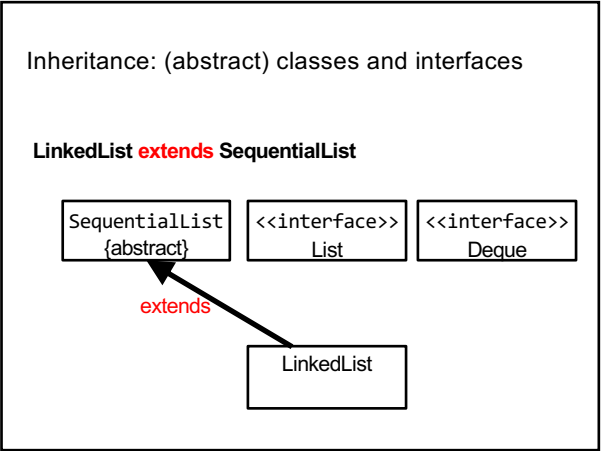 Inheritance: (abstract) classes and interfaces
LinkedList extends SequentialList
SequentialList
{abstract}
<<interface>>
List
<<interface>>
Deque
extends
LinkedList